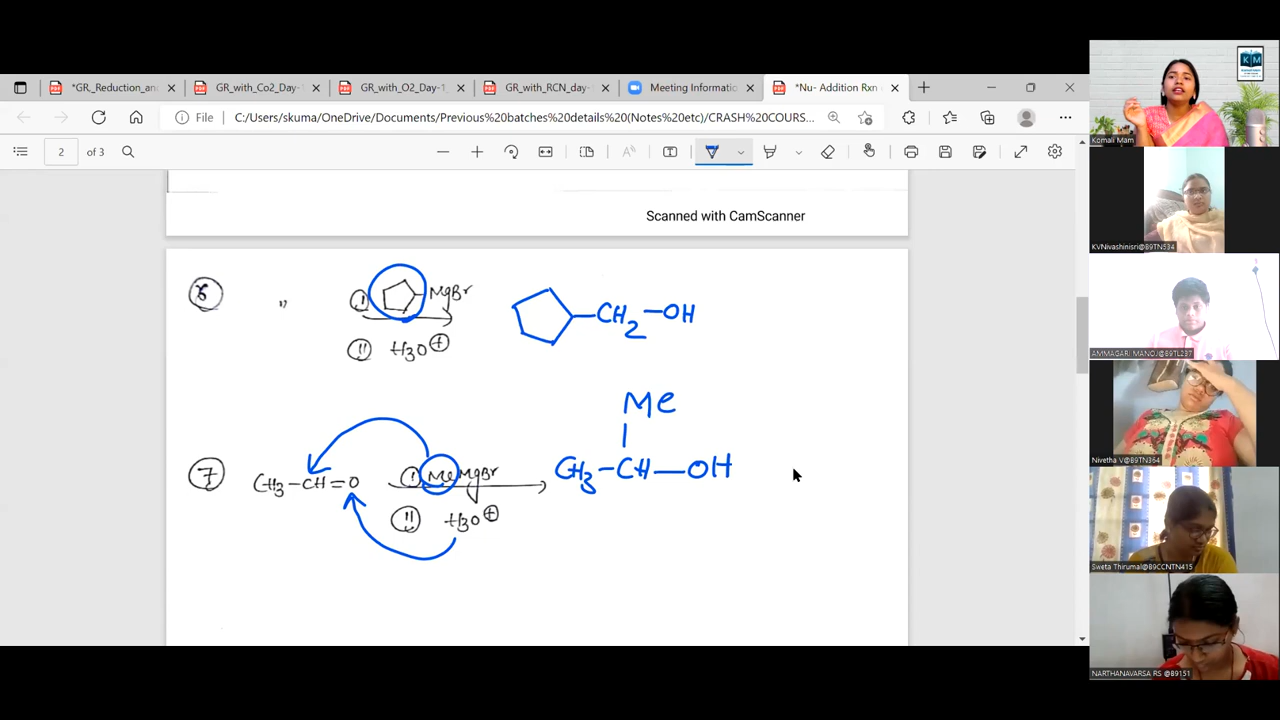 *GR_Reduction_an
GR_with_Co2_Day-
GR_with_O2_Day-1
GR_with_RCN_day-
Meeting Informatio
*Nu- Addition Rxn
File
C:/Users/skuma/OneDrive/Documents/Previous%20batches%20details%20(Notes%20etc)/CRASH%20COURS...
2 of 3
Scanned with CamScanner
6 " i MgBr
CH2-OH
ii H3O+
Me
7 CH3-CH=O i MeMgBr CH3-CH-OH
ii H3O+
KM
Komali Mam
KVNivashinisri@B9TN534
AMMAGARI MANOJ@B9TL237
Nivetha V@B9TN364
Sweta Thirumal@B9CCNTN415
NARTHANAVARSA RS @B9151